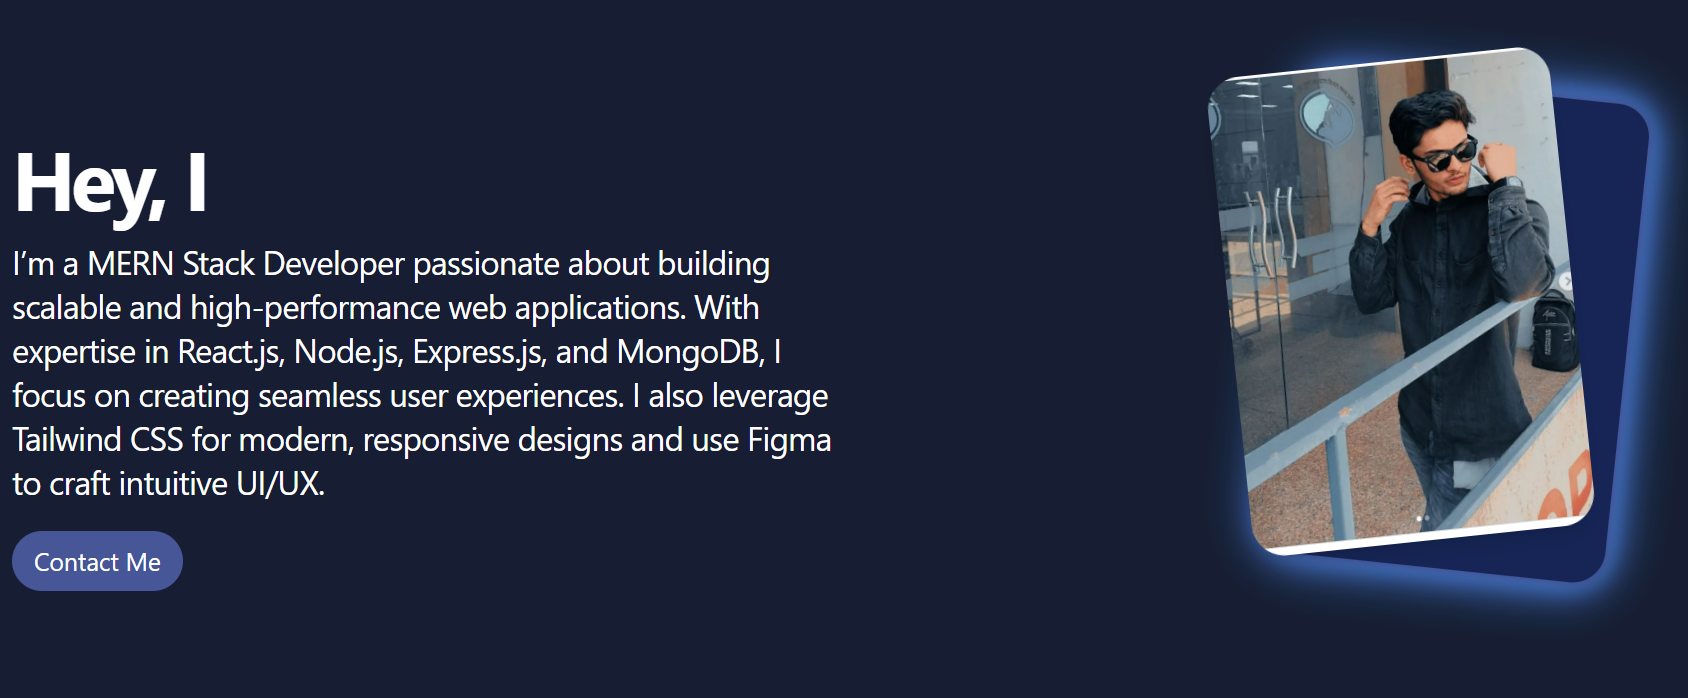 Hey, I
I’m a MERN Stack Developer passionate about building
scalable and high-performance web applications. With
expertise in React.js, Node.js, Express.js, and MongoDB, I
focus on creating seamless user experiences. I also leverage
Tailwind CSS for modern, responsive designs and use Figma
to craft intuitive UI/UX.
Contact Me